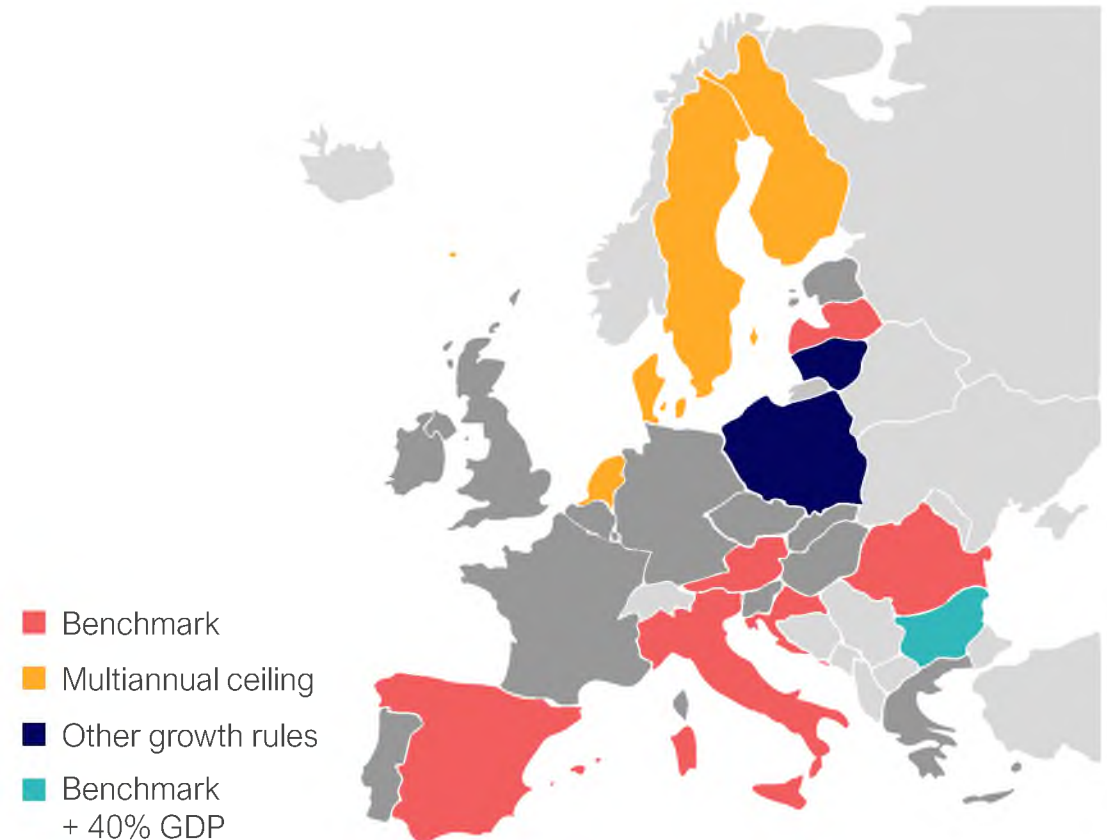 Benchmark
Multiannual ceiling
Other growth rules
Benchmark
+ 40% GDP